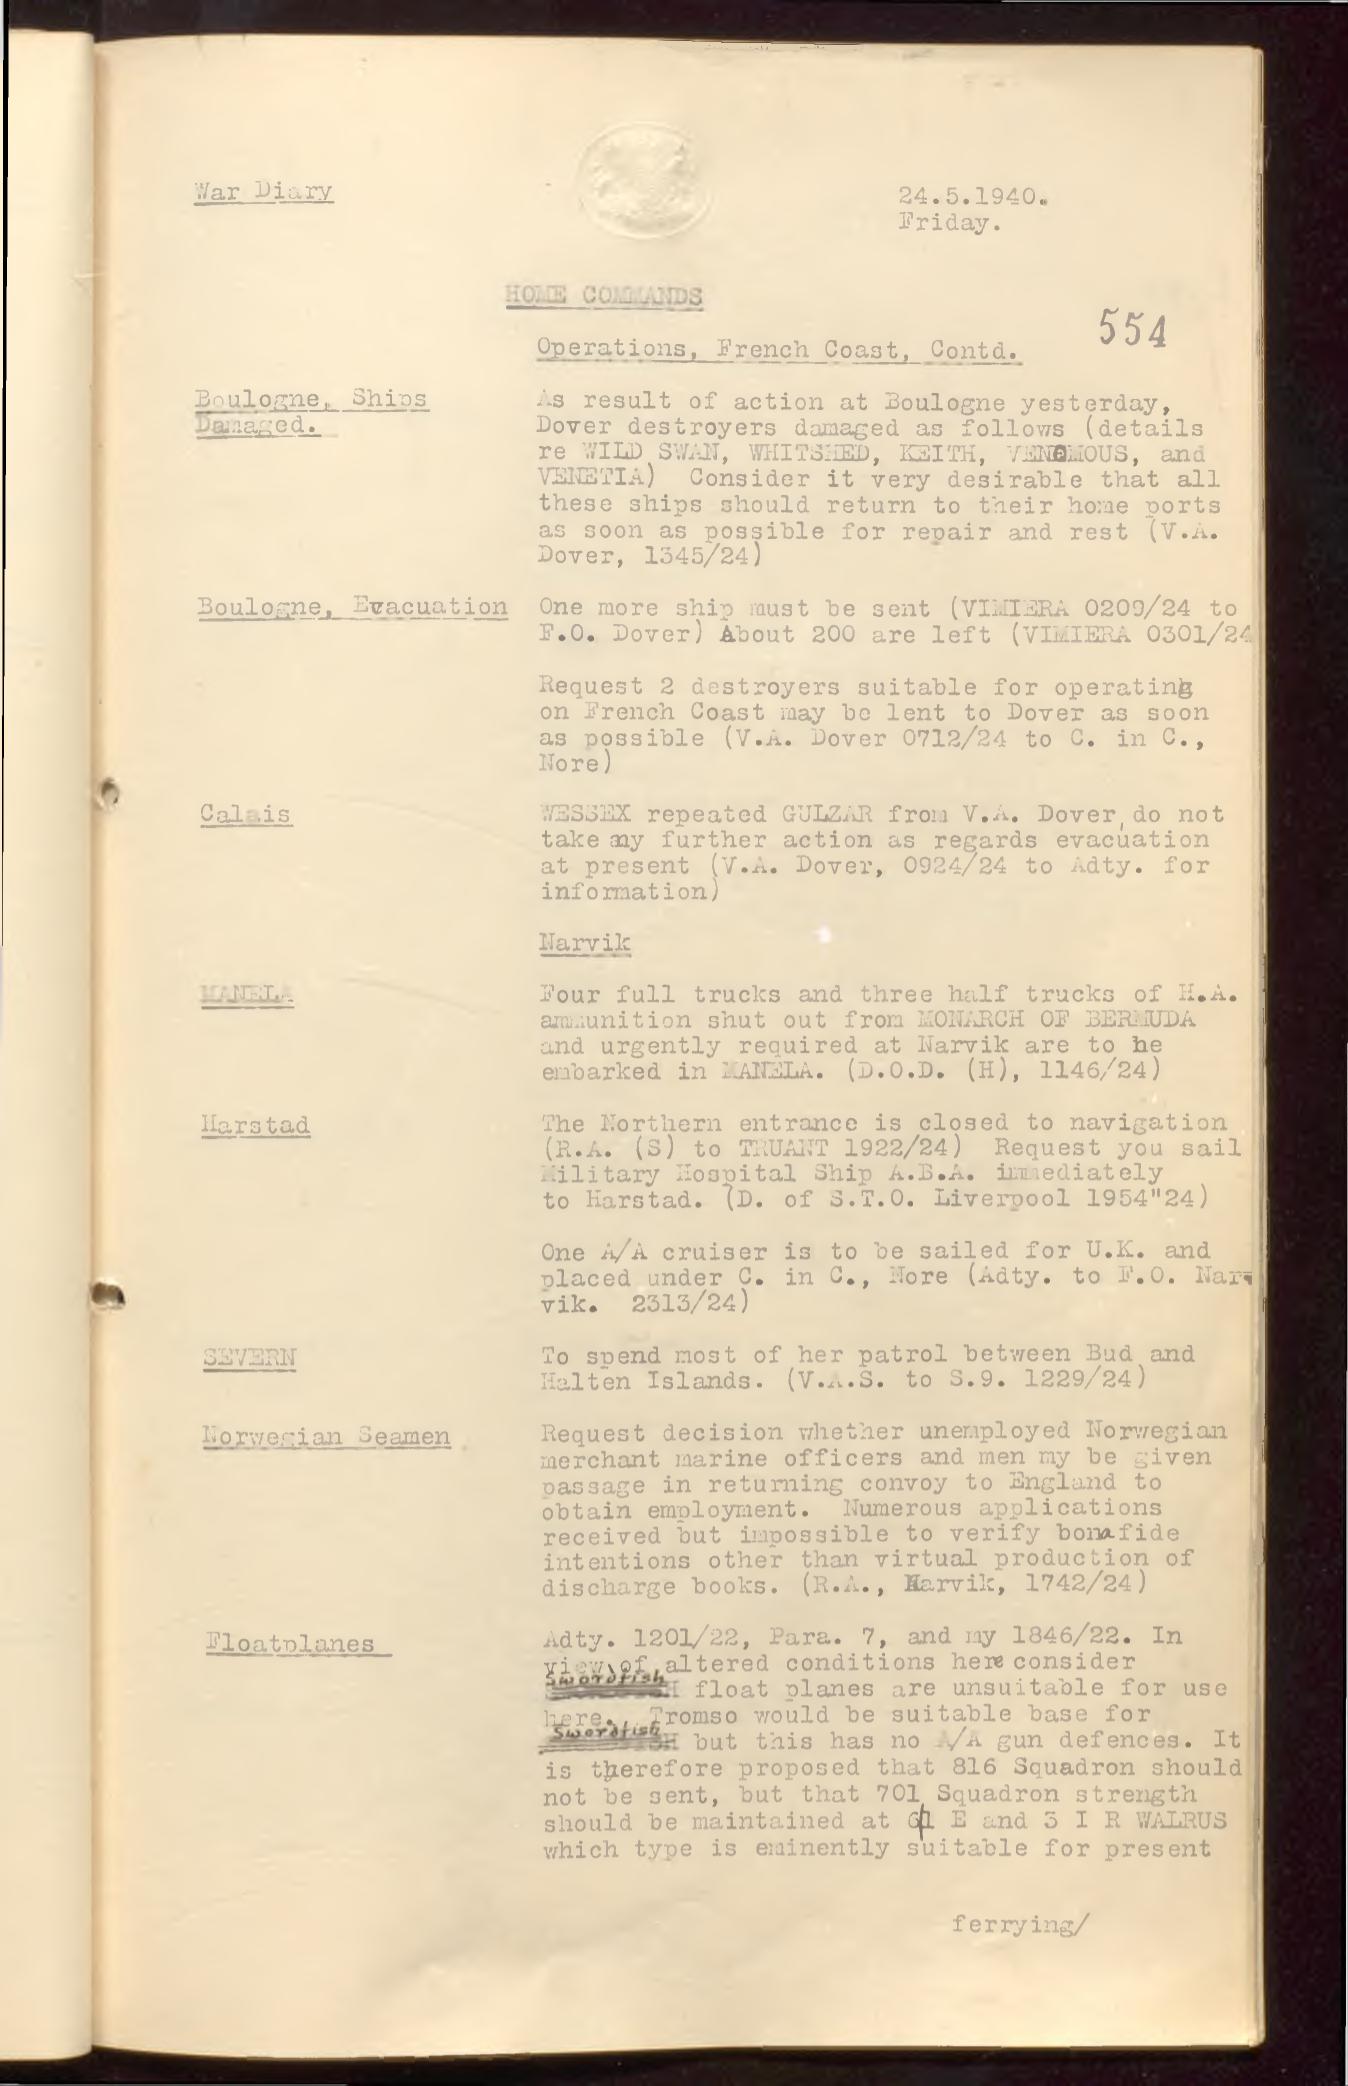 War Diary
24.5.1940.
Friday.
HOME COMMANDS
554
Operations, French Coast, Contd.
Boulogne, Ships
Damaged.
As result of action at Boulogne yesterday,
Dover destroyers damaged as follows (details
re WILD SWAN, WHITSHED, KEITH, VENOMOUS, and
VENETIA) Consider it very desirable that all
these ships should return to their home ports
as soon as possible for repair and rest (V.A.
Dover, 1345/24)
Boulogne, Evacuation
One more ship must be sent (VIMIERA 0209/24 to
F.O. Dover) About 200 are left (VIMIERA 0301/24
Request 2 destroyers suitable for operating
on French Coast may be lent to Dover as soon
as possible (V.A. Dover 0712/24 to C. in C.,
Nore)
Calais
WESSEX repeated GULZAR from V.A. Dover, do not
take any further action as regards evacuation
at present (V.A. Dover, 0924/24 to Adty. for
information)
Narvik
MANELA
Four full trucks and three half trucks of H.A.
ammunition shut out from MONARCH OF BERMUDA
and urgently required at Narvik are to be
embarked in MANELA. (D.O.D. (H), 1146/24)
Harstad
The Northern entrance is closed to navigation
(R.A. (S) to TRUANT 1922/24) Request you sail
Military Hospital Ship A.B.A. immediately
to Harstad. (D. of S.T.O. Liverpool 1954"24)
One A/A cruiser is to be sailed for U.K. and
placed under C. in C., Nore (Adty. to F.O. Nar-
vik. 2313/24)
SEVERN
To spend most of her patrol between Bud and
Halten Islands. (V.A.S. to S.9. 1229/24)
Norwegian Seamen
Request decision whether unemployed Norwegian
merchant marine officers and men my be given
passage in returning convoy to England to
obtain employment. Numerous applications
received but impossible to verify bona fide
intentions other than virtual production of
discharge books. (R.A., Narvik, 1742/24)
Floatplanes
Adty. 1201/22, Para. 7, and my 1846/22. In
view of altered conditions here consider
Swordfish float planes are unsuitable for use
here. Tromso would be suitable base for
Swordfish but this has no A/A gun defences. It
is therefore proposed that 816 Squadron should
not be sent, but that 701 Squadron strength
should be maintained at 6 I E and 3 I R WALRUS
which type is eminently suitable for present
ferrying/